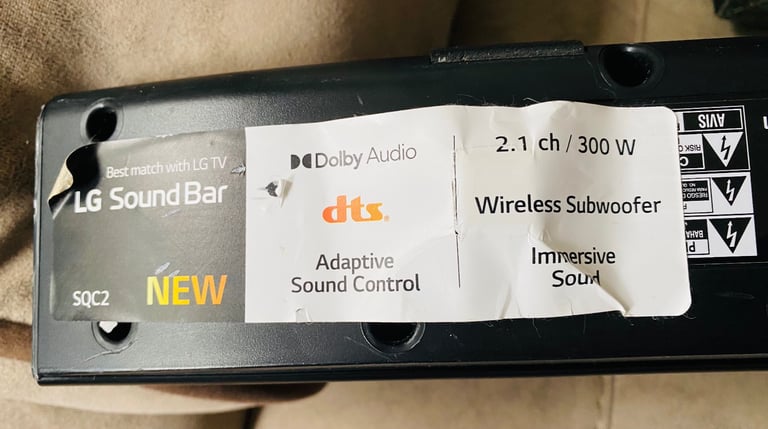 Best match with LG TV
LG Sound Bar
SQC2
NEW
Dolby Audio
dts
Adaptive
Sound Control
2.1 ch / 300 W
Wireless Subwoofer
Immersive
Sound
AVIS
RISK O